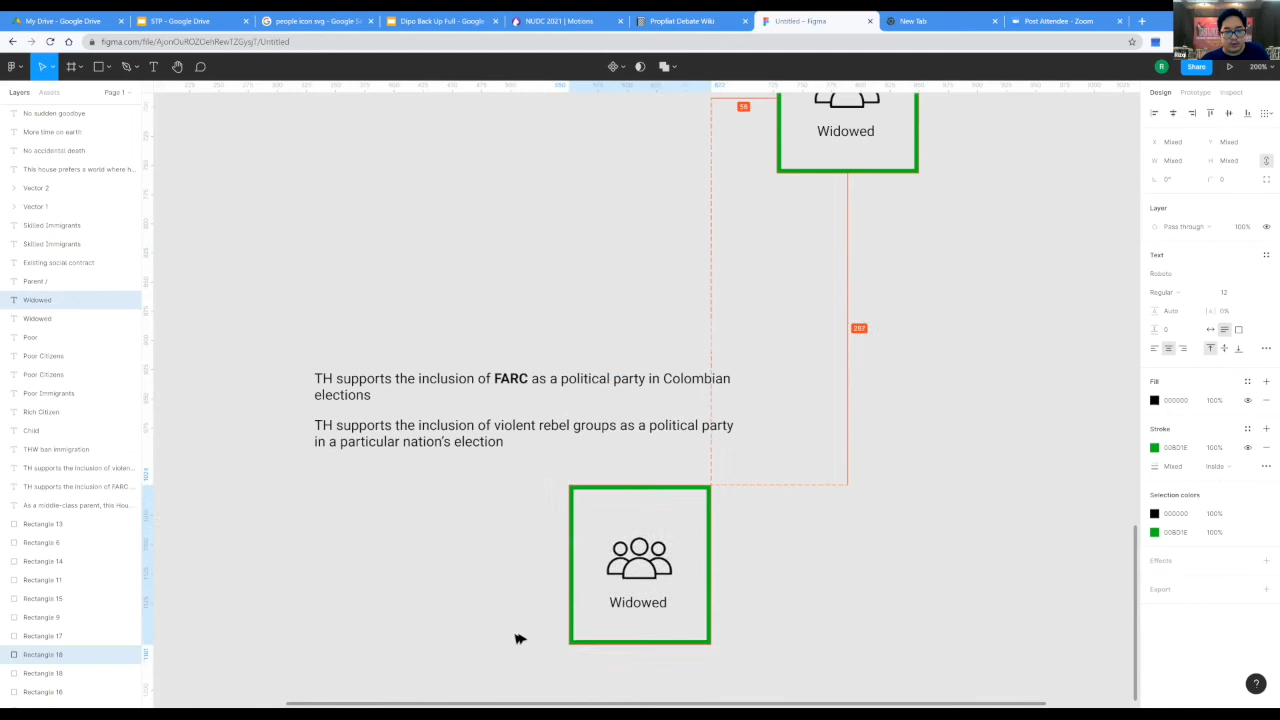 My Drive - Google Drive
STP - Google Drive
people icon svg - Google Se
Dipo Back Up Full - Google
NUDC 2021 | Motions
Propliat Debate Wiki
Untitled – Figma
New Tab
Post Attendee - Zoom
figma.com/file/AjonOuROZOehRewTZGysjT/Untitled
R
Share
200%
Layers
Assets
Page 1
Design
Prototype
Inspect
No sudden goodbye
More time on earth
No accidental death
This house prefers a world where h...
Vector 2
Vector 1
Skilled Immigrants
Skilled Immigrants
Existing social contract
Parent /
Widowed
Widowed
Poor
Poor Citizens
Poor Citizens
Poor Immigrants
Rich Citizen
Child
THW ban immigration
TH supports the inclusion of violen...
TH supports the inclusion of FARC ...
As a middle-class parent, this Hou...
Rectangle 13
Rectangle 6
Rectangle 14
Rectangle 11
Rectangle 15
Rectangle 9
Rectangle 17
Rectangle 18
Rectangle 18
Rectangle 16
56
Widowed
267
TH supports the inclusion of FARC as a political party in Colombian
elections
TH supports the inclusion of violent rebel groups as a political party
in a particular nation's election
Widowed
X Mixed Y Mixed
W Mixed H Mixed
0° 0
Layer
Pass through 100%
Text
Roboto
Regular 12
Auto 0%
0
Fill
000000 100%
Stroke
00BD1E 100%
Mixed Inside
Selection colors
000000 100%
00BD1E 100%
Effects
Export
?